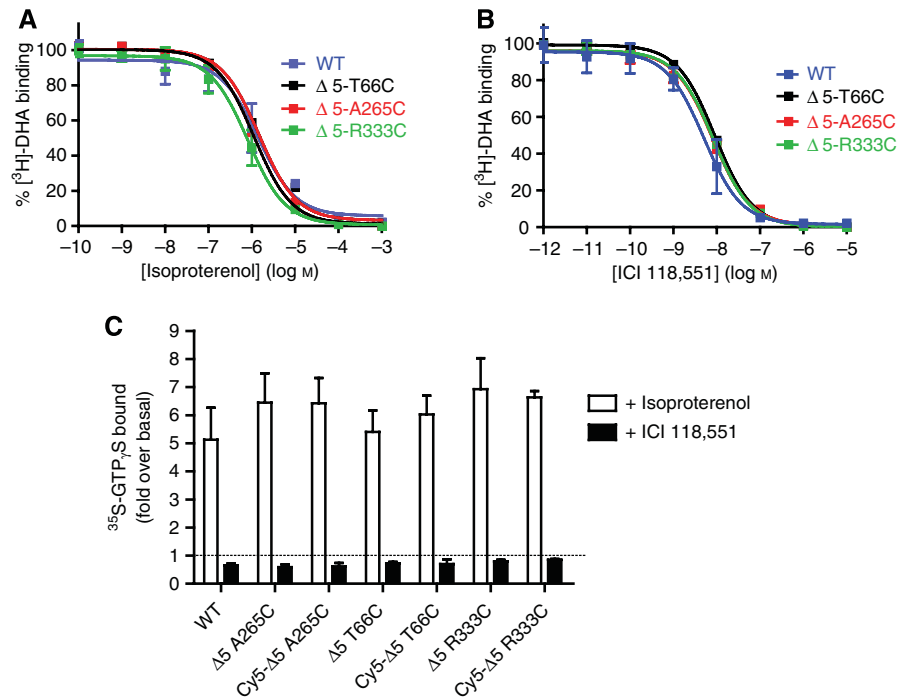 A
% [³H]-DHA binding
100
80
60
40
20
0
–10 –9 –8 –7 –6 –5 –4 –3
[Isoproterenol] (log M)
WT
Δ 5-T66C
Δ 5-A265C
Δ 5-R333C
B
% [³H]-DHA binding
100
80
60
40
20
0
–12 –11 –10 –9 –8 –7 –6 –5
[ICI 118,551] (log M)
WT
Δ 5-T66C
Δ 5-A265C
Δ 5-R333C
C
³⁵S-GTPγS bound
(fold over basal)
9
8
7
6
5
4
3
2
1
0
WT
Δ5 A265C
Cy5-Δ5 A265C
Δ5 T66C
Cy5-Δ5 T66C
Δ5 R333C
Cy5-Δ5 R333C
+ Isoproterenol
+ ICI 118,551